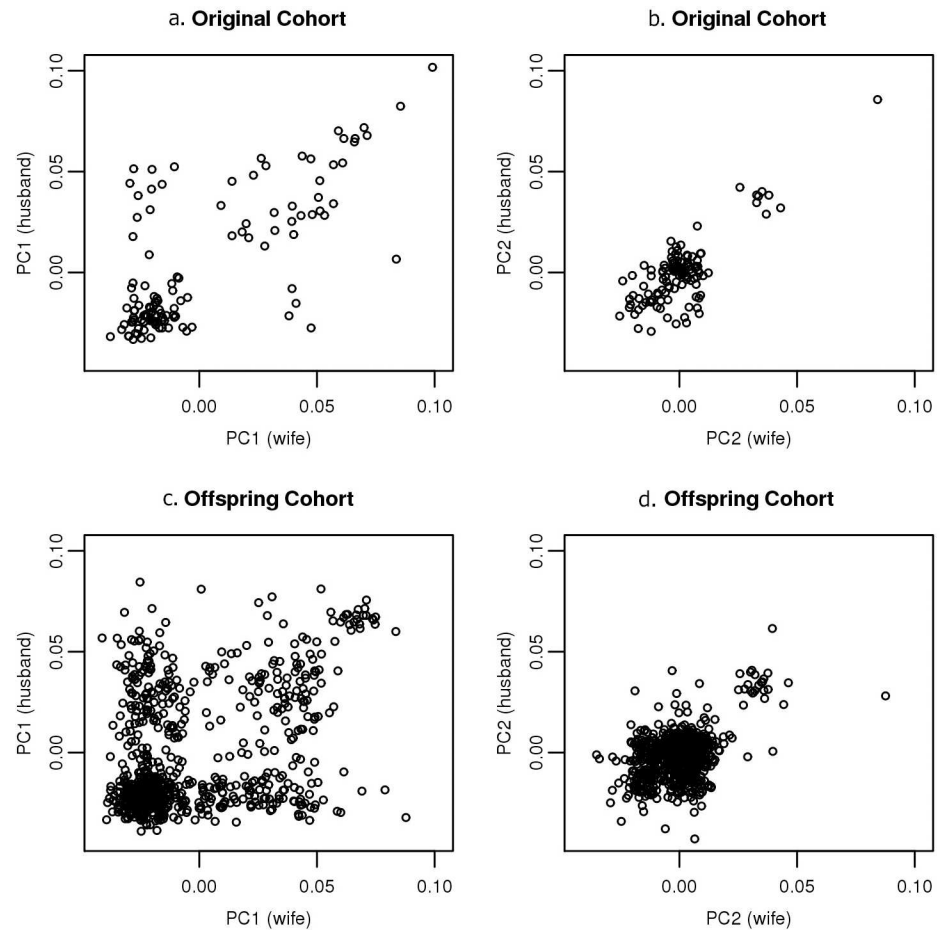 a. Original Cohort
PC1 (husband)
0.10
0.05
0.00
0.00 0.05 0.10
PC1 (wife)
b. Original Cohort
PC2 (husband)
0.10
0.05
0.00
0.00 0.05 0.10
PC2 (wife)
c. Offspring Cohort
PC1 (husband)
0.10
0.05
0.00
0.00 0.05 0.10
PC1 (wife)
d. Offspring Cohort
PC2 (husband)
0.10
0.05
0.00
0.00 0.05 0.10
PC2 (wife)